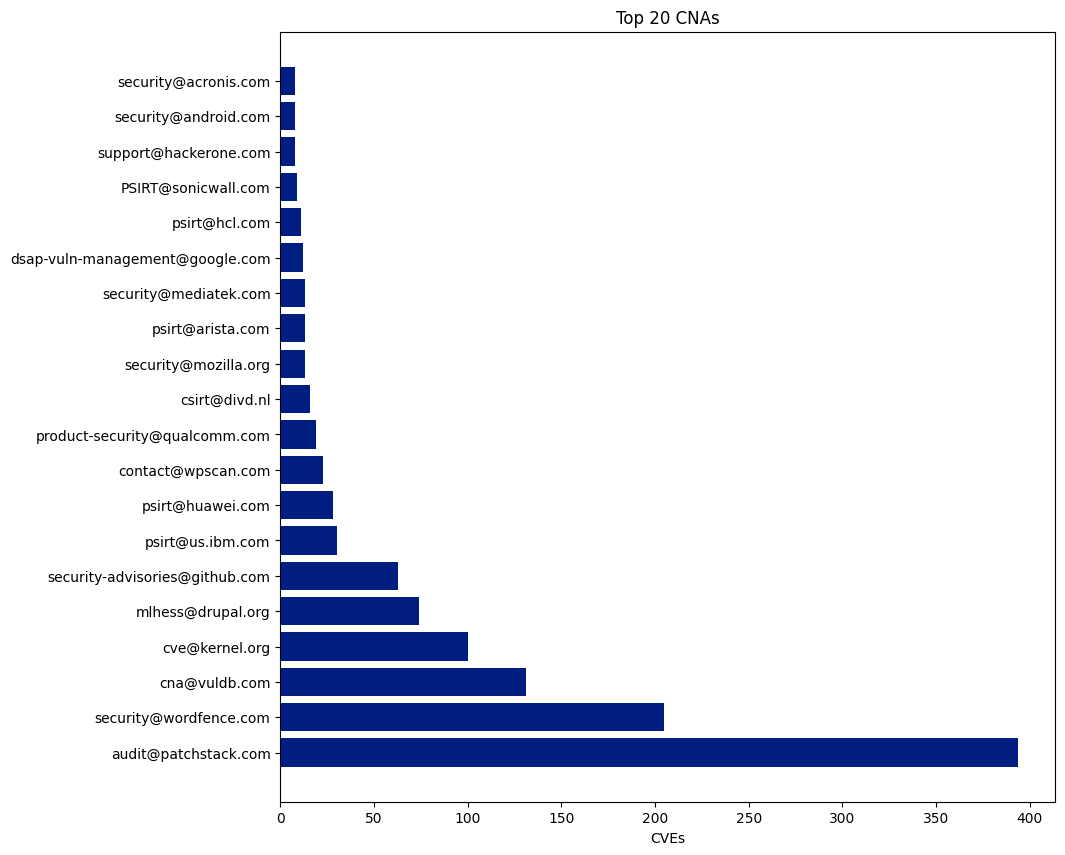 Top 20 CNAs
security@acronis.com
security@android.com
support@hackerone.com
PSIRT@sonicwall.com
psirt@hcl.com
dsap-vuln-management@google.com
security@mediatek.com
psirt@arista.com
security@mozilla.org
csirt@divd.nl
product-security@qualcomm.com
contact@wpscan.com
psirt@huawei.com
psirt@us.ibm.com
security-advisories@github.com
mlhess@drupal.org
cve@kernel.org
cna@vuldb.com
security@wordfence.com
audit@patchstack.com
0 50 100 150 200 250 300 350 400
CVEs